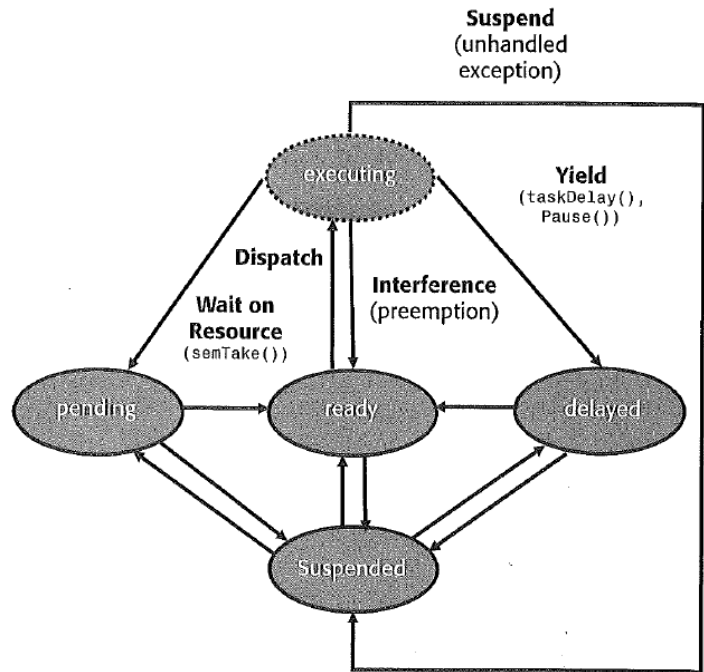 Suspend
(unhandled
exception)
executing
Yield
(taskDelay(),
Pause())
Dispatch
Interference
(preemption)
Wait on
Resource
(semTake())
pending
ready
delayed
Suspended